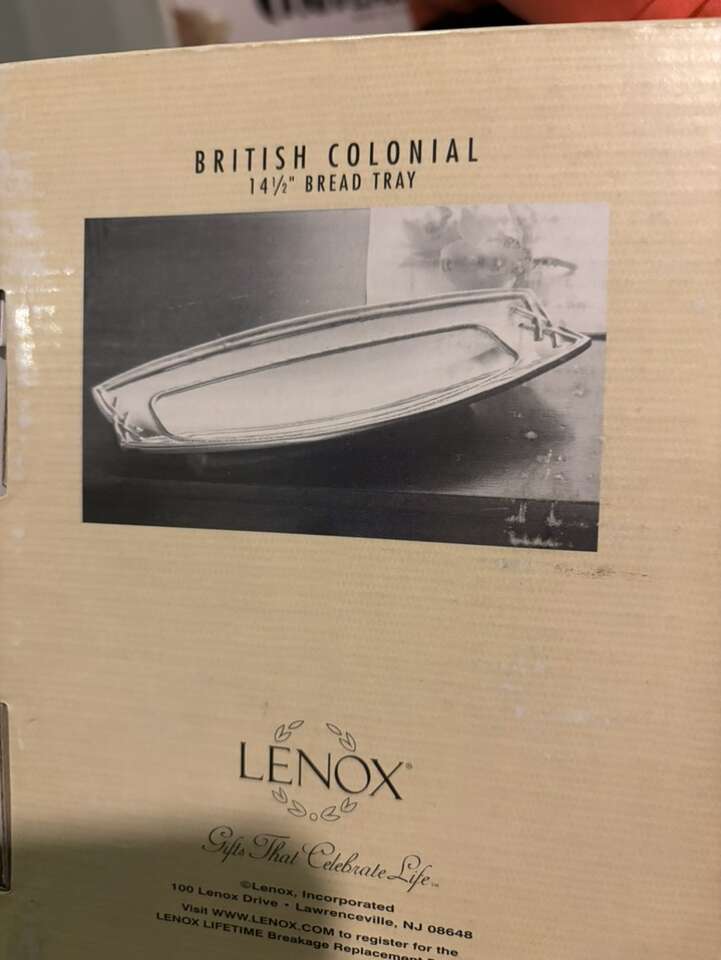 BRITISH COLONIAL
14½" BREAD TRAY
LENOX®
Gifts That Celebrate Life™
©Lenox, Incorporated
100 Lenox Drive • Lawrenceville, NJ 08648
Visit WWW.LENOX.COM to register for the
LENOX LIFETIME Breakage Replacement